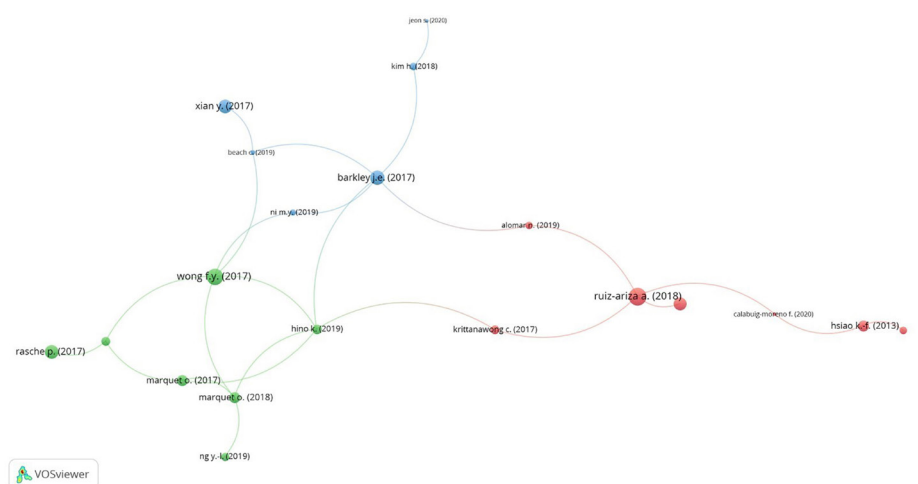 jeon s. (2020)
kim h. (2018)
xian y. (2017)
beach c. (2019)
barkley j.e. (2017)
ni m.y. (2019)
alomar n. (2019)
wong f.y. (2017)
ruiz-ariza a. (2018)
calabuig-moreno f. (2020)
hino k. (2019)
krittanawong c. (2017)
hsiao k.-f. (2013)
rasche p. (2017)
marquet o. (2017)
marquet o. (2018)
ng y.-l. (2019)
VOSviewer